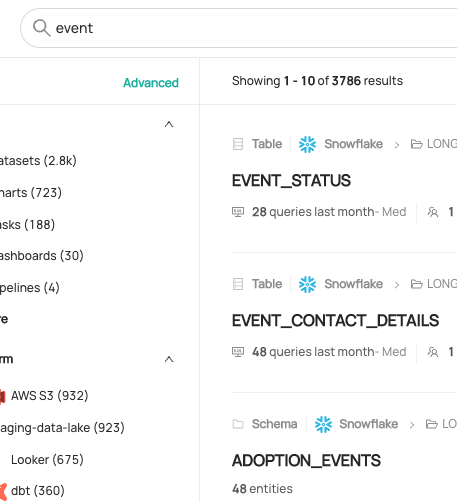 event
Advanced
Showing 1 - 10 of 3786 results
Table Snowflake > LONG
atasets (2.8k)
EVENT_STATUS
harts (723)
28 queries last month- Med 1
asks (188)
ashboards (30)
Table Snowflake > LONG
ipelines (4)
EVENT_CONTACT_DETAILS
re
48 queries last month- Med 1
rm
AWS S3 (932)
Schema Snowflake > LO
aging-data-lake (923)
Looker (675)
ADOPTION_EVENTS
dbt (360)
48 entities